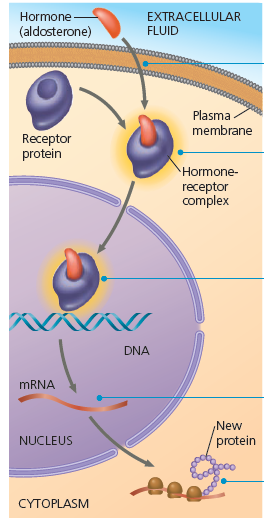 Hormone
(aldosterone)
EXTRACELLULAR
FLUID
Plasma
membrane
Receptor
protein
Hormone-
receptor
complex
DNA
mRNA
NUCLEUS
New
protein
CYTOPLASM